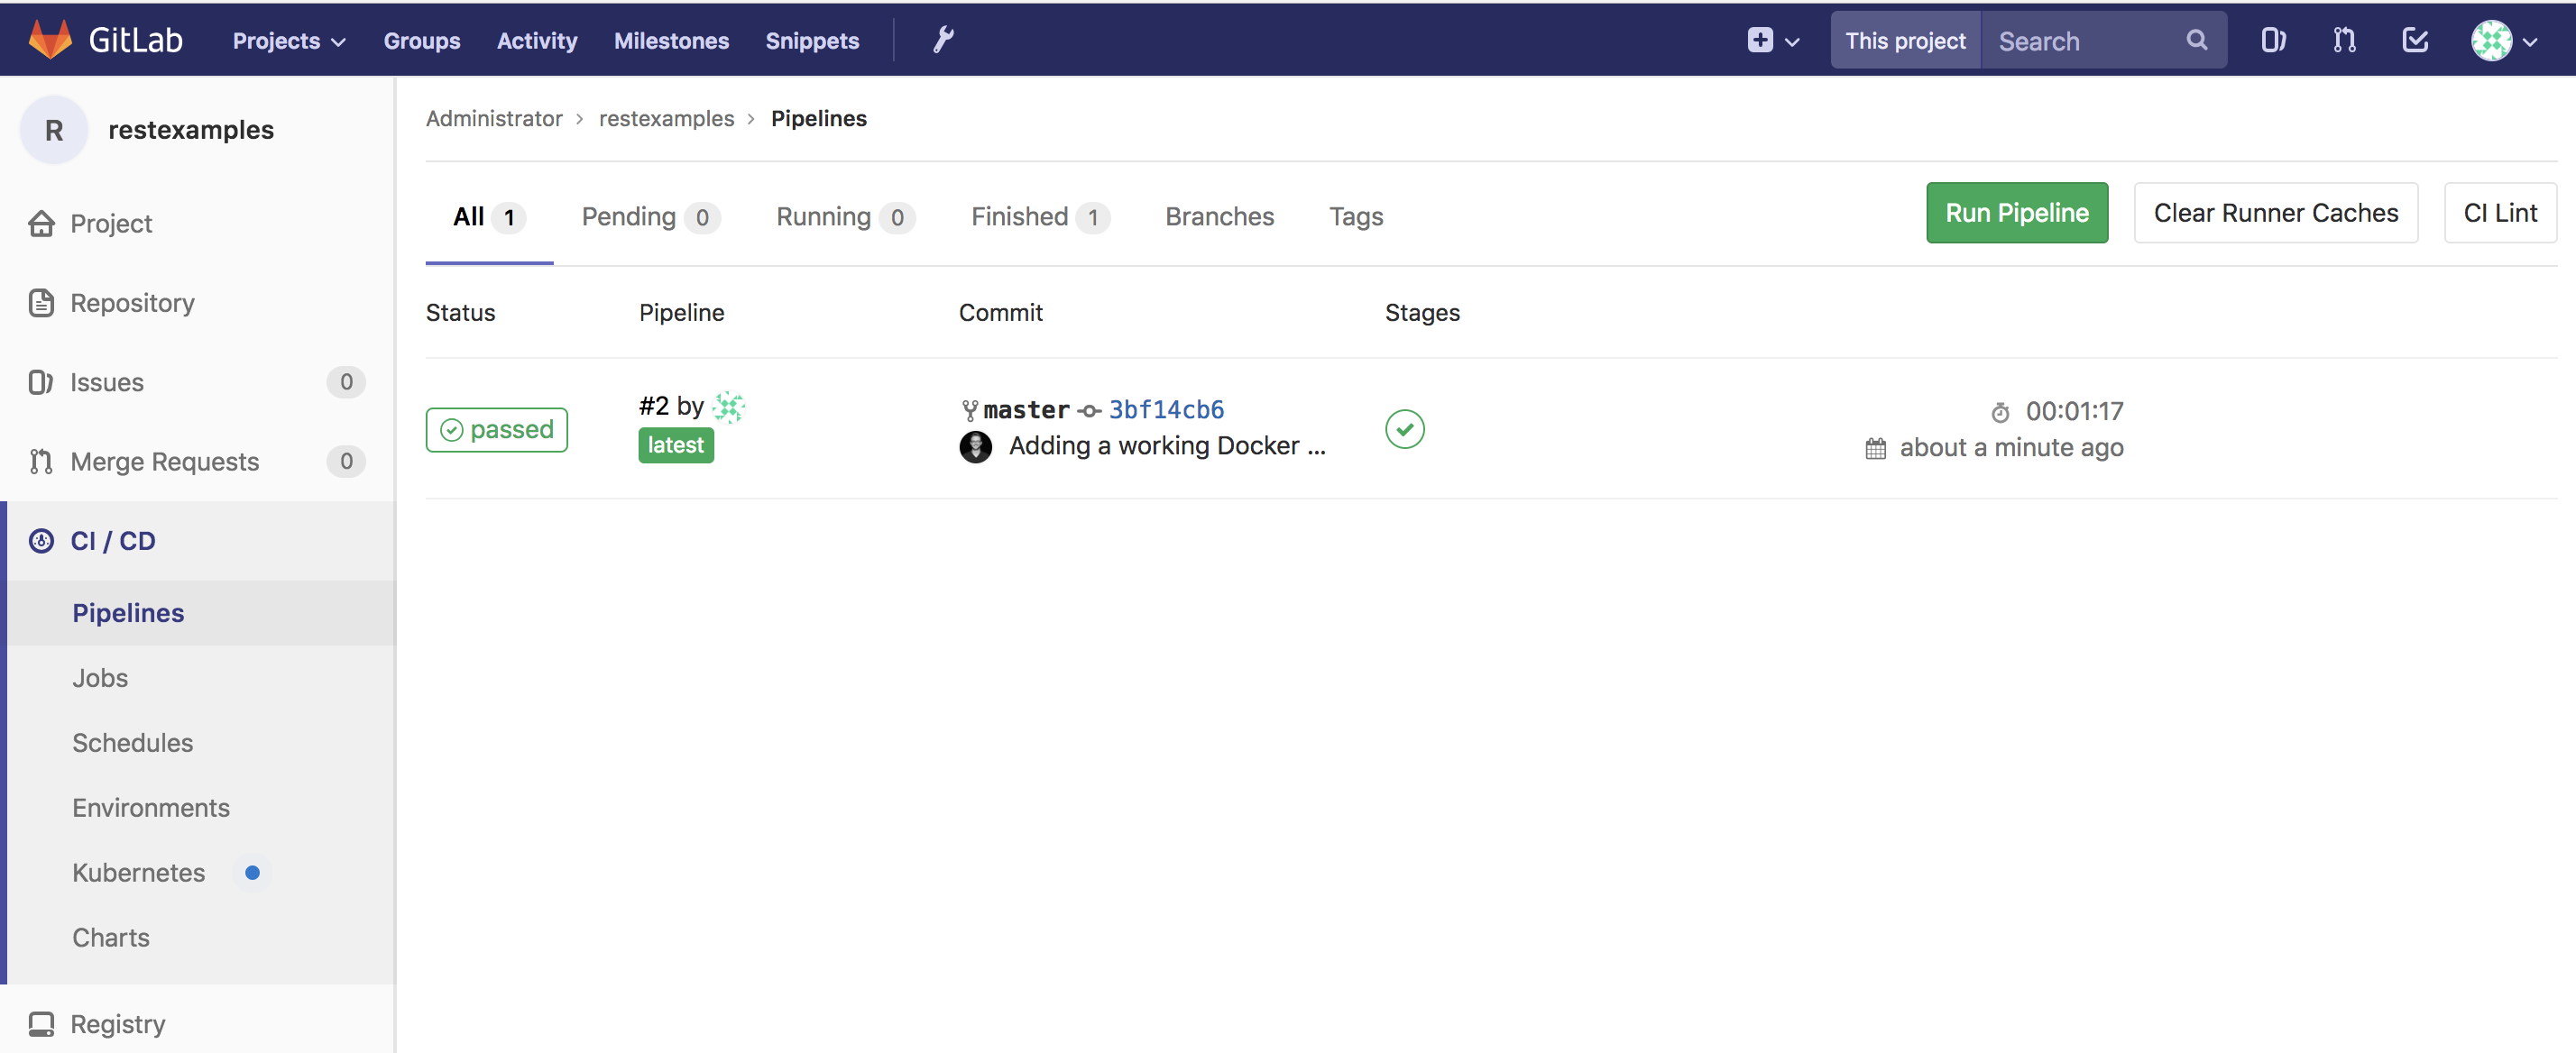 GitLab Projects Groups Activity Milestones Snippets This project Search
R restexamples
Project
Repository
Issues 0
Merge Requests 0
CI / CD
Pipelines
Jobs
Schedules
Environments
Kubernetes
Charts
Registry
Administrator › restexamples › Pipelines
All 1 Pending 0 Running 0 Finished 1 Branches Tags Run Pipeline Clear Runner Caches CI Lint
Status Pipeline Commit Stages
passed #2 by latest
master 3bf14cb6
Adding a working Docker ...
00:01:17
about a minute ago